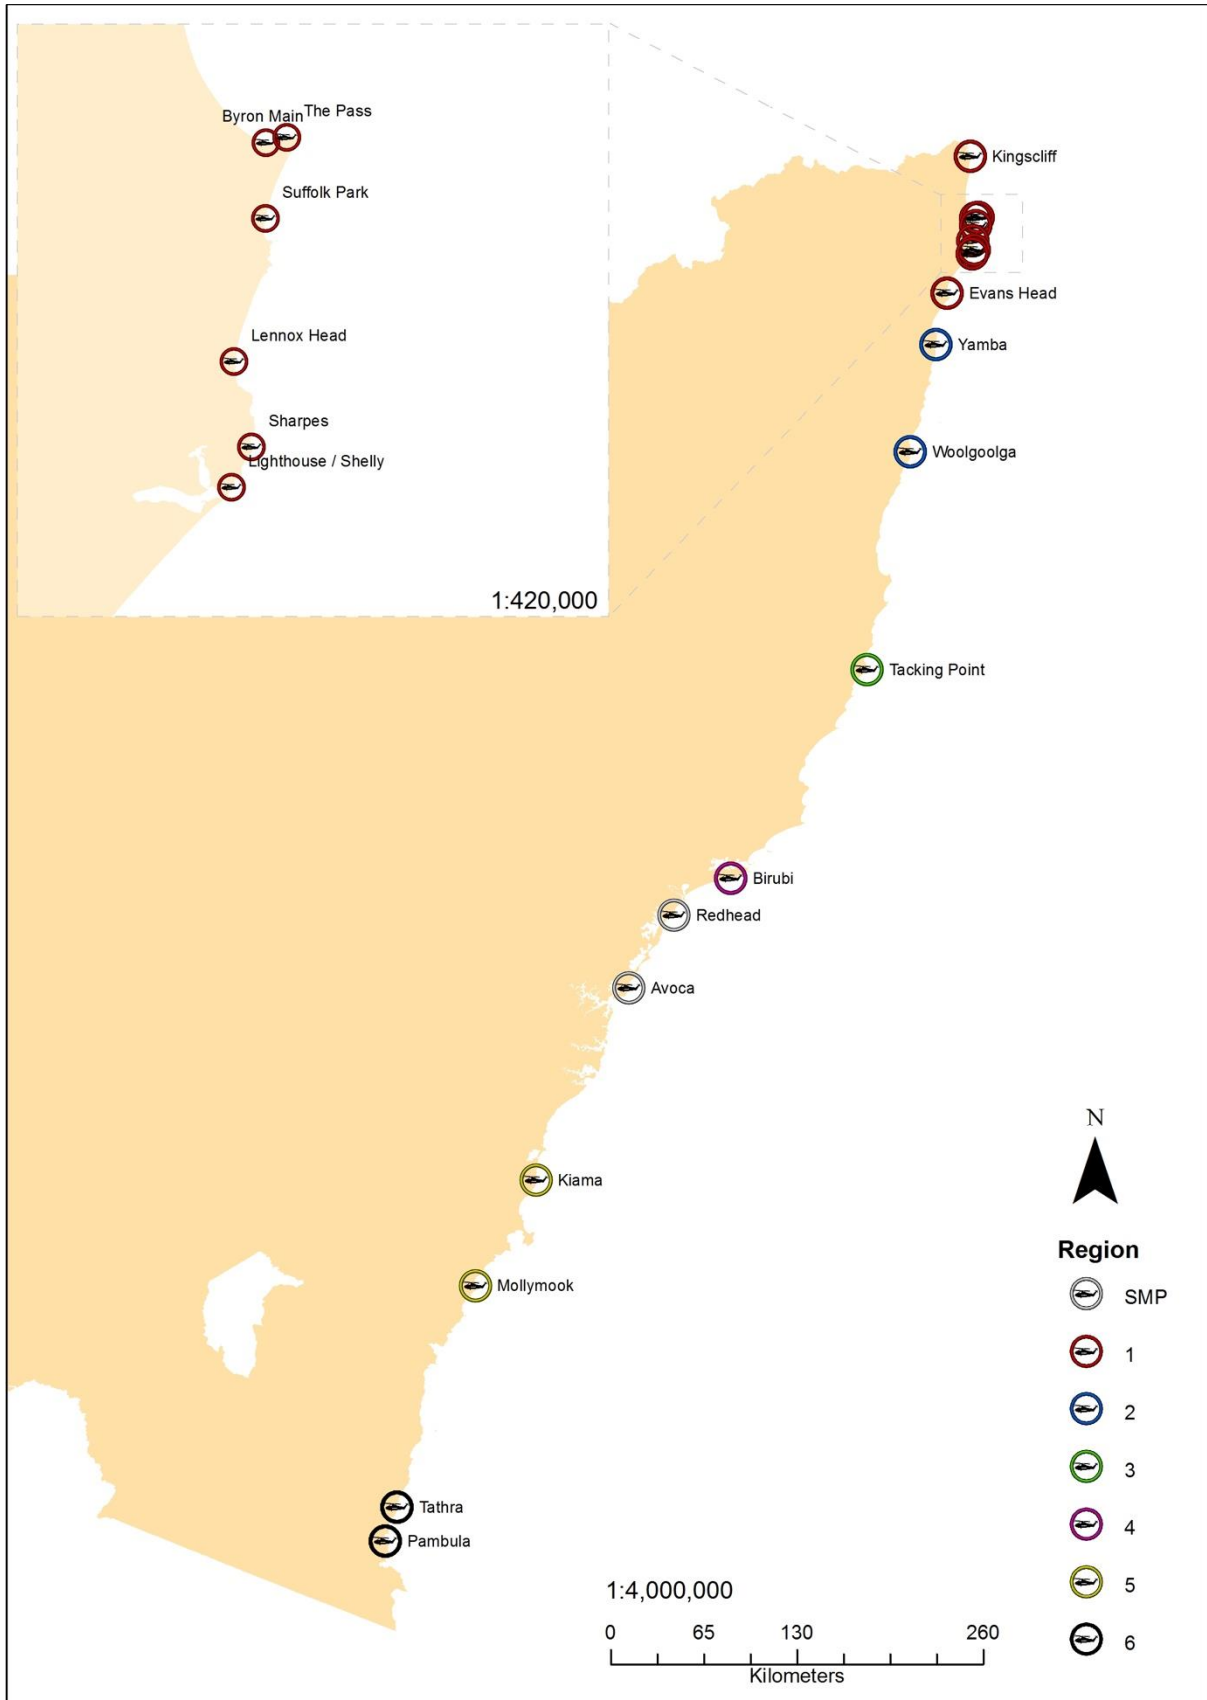 The Pass
Byron Main
Suffolk Park
Lennox Head
Sharpes
Lighthouse / Shelly
1:420,000
Kingscliff
Evans Head
Yamba
Woolgoolga
Tacking Point
Birubi
Redhead
Avoca
Kiama
Mollymook
Tathra
Pambula
N
Region
SMP
1
2
3
4
5
6
1:4,000,000
0 65 130 260
Kilometers